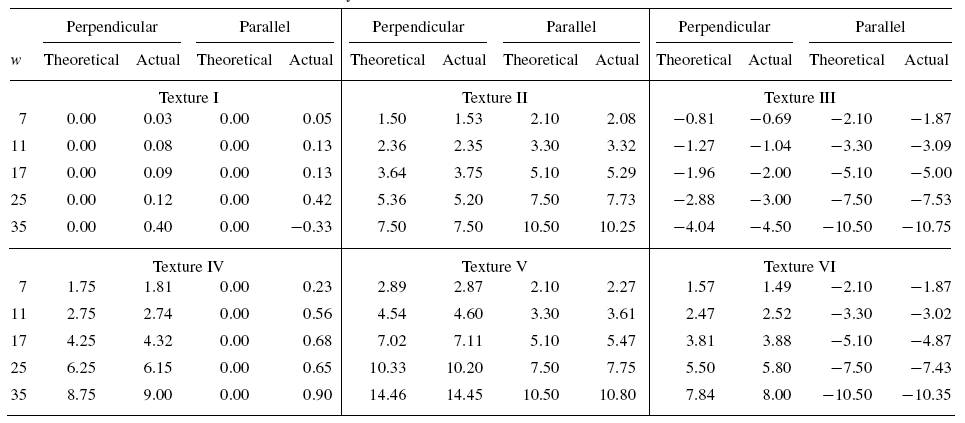 Perpendicular Parallel Perpendicular Parallel Perpendicular Parallel
w Theoretical Actual Theoretical Actual Theoretical Actual Theoretical Actual Theoretical Actual Theoretical Actual
Texture I Texture II Texture III
7 0.00 0.03 0.00 0.05 1.50 1.53 2.10 2.08 −0.81 −0.69 −2.10 −1.87
11 0.00 0.08 0.00 0.13 2.36 2.35 3.30 3.32 −1.27 −1.04 −3.30 −3.09
17 0.00 0.09 0.00 0.13 3.64 3.75 5.10 5.29 −1.96 −2.00 −5.10 −5.00
25 0.00 0.12 0.00 0.42 5.36 5.20 7.50 7.73 −2.88 −3.00 −7.50 −7.53
35 0.00 0.40 0.00 −0.33 7.50 7.50 10.50 10.25 −4.04 −4.50 −10.50 −10.75
Texture IV Texture V Texture VI
7 1.75 1.81 0.00 0.23 2.89 2.87 2.10 2.27 1.57 1.49 −2.10 −1.87
11 2.75 2.74 0.00 0.56 4.54 4.60 3.30 3.61 2.47 2.52 −3.30 −3.02
17 4.25 4.32 0.00 0.68 7.02 7.11 5.10 5.47 3.81 3.88 −5.10 −4.87
25 6.25 6.15 0.00 0.65 10.33 10.20 7.50 7.75 5.50 5.80 −7.50 −7.43
35 8.75 9.00 0.00 0.90 14.46 14.45 10.50 10.80 7.84 8.00 −10.50 −10.35